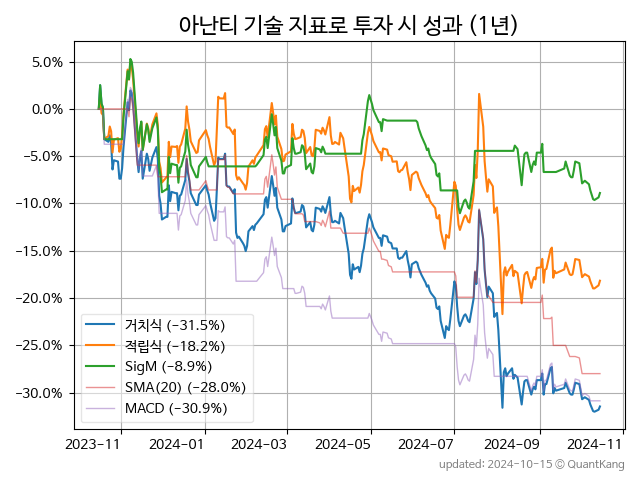 아난티 기술 지표로 투자 시 성과 (1년)
5.0%
0.0%
−5.0%
−10.0%
−15.0%
−20.0%
−25.0%
−30.0%
거치식 (−31.5%)
적립식 (−18.2%)
SigM (−8.9%)
SMA(20) (−28.0%)
MACD (−30.9%)
2023-11 2024-01 2024-03 2024-05 2024-07 2024-09 2024-11
updated: 2024-10-15 © QuantKang